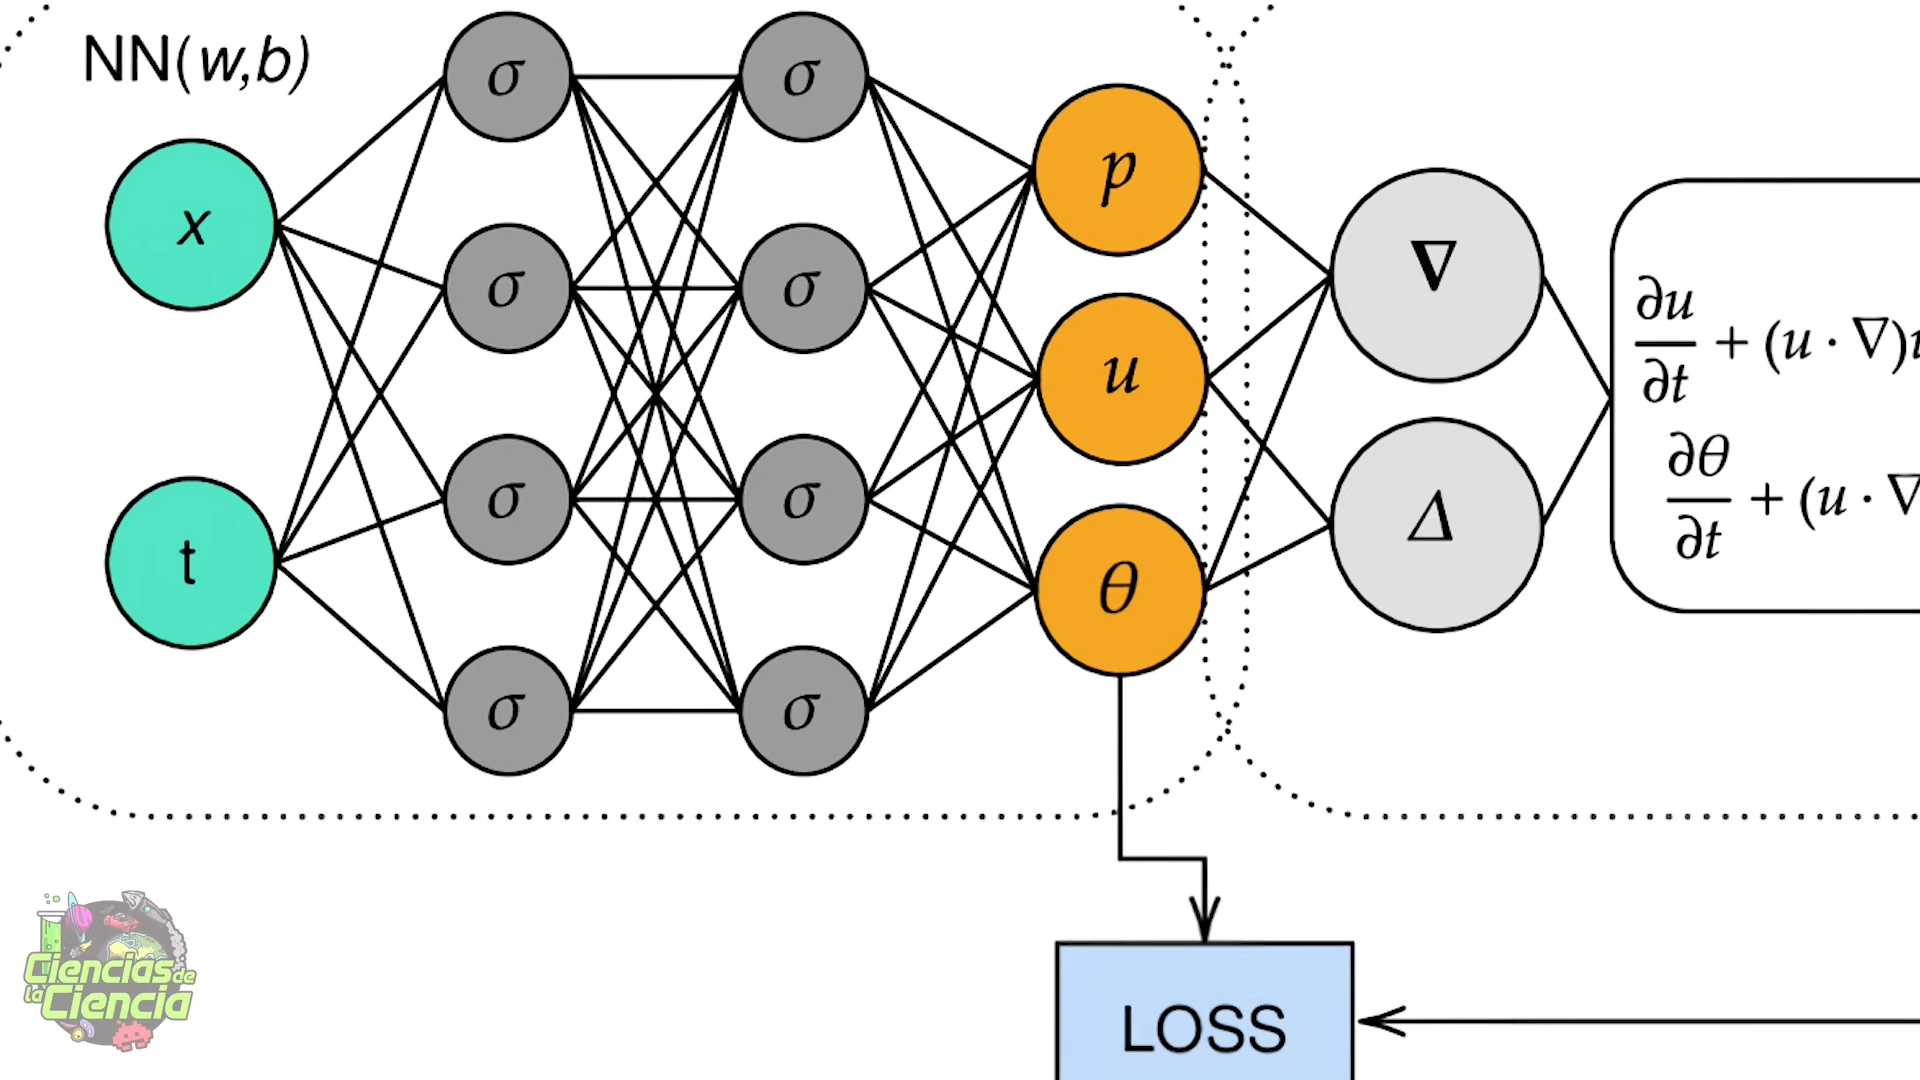 NN(w,b)
x
t
σ
σ
σ
σ
σ
σ
σ
σ
p
u
θ
∇
Δ
∂u/∂t + (u · ∇)
∂θ/∂t + (u · ∇
LOSS
Ciencias de
la Ciencia